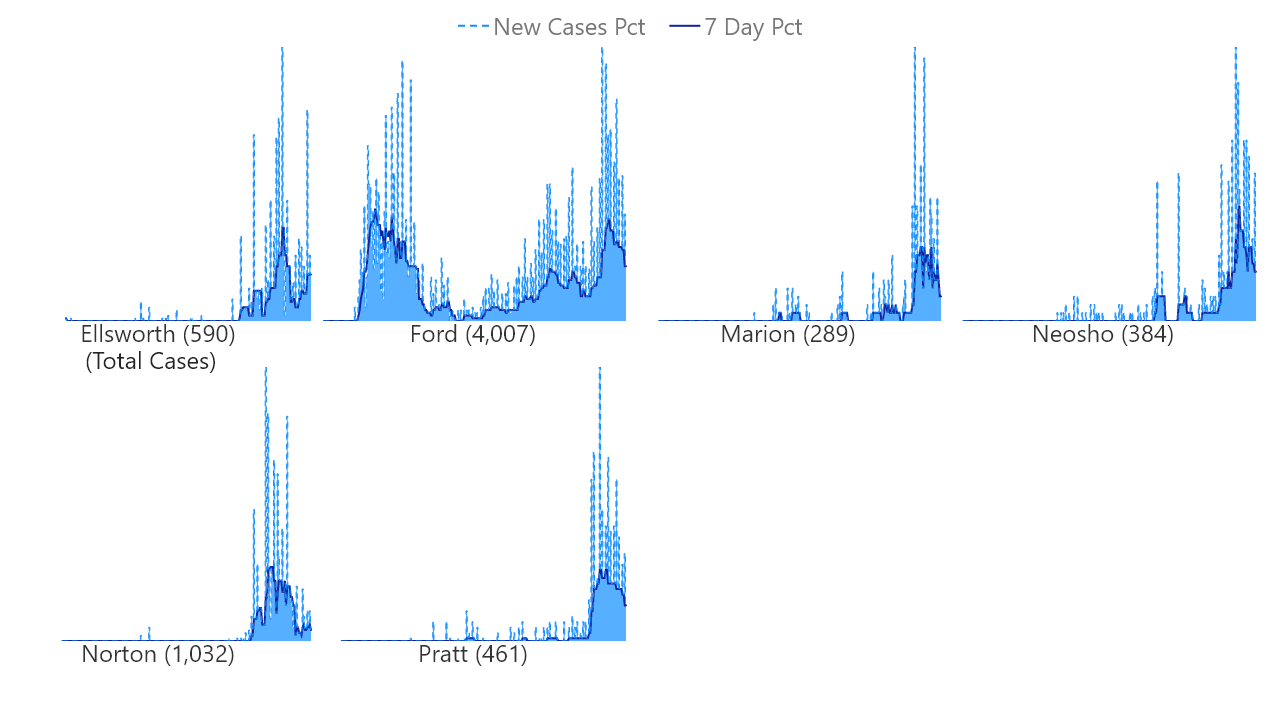 New Cases Pct 7 Day Pct
Ellsworth (590) Ford (4,007) Marion (289) Neosho (384)
(Total Cases)
Norton (1,032) Pratt (461)